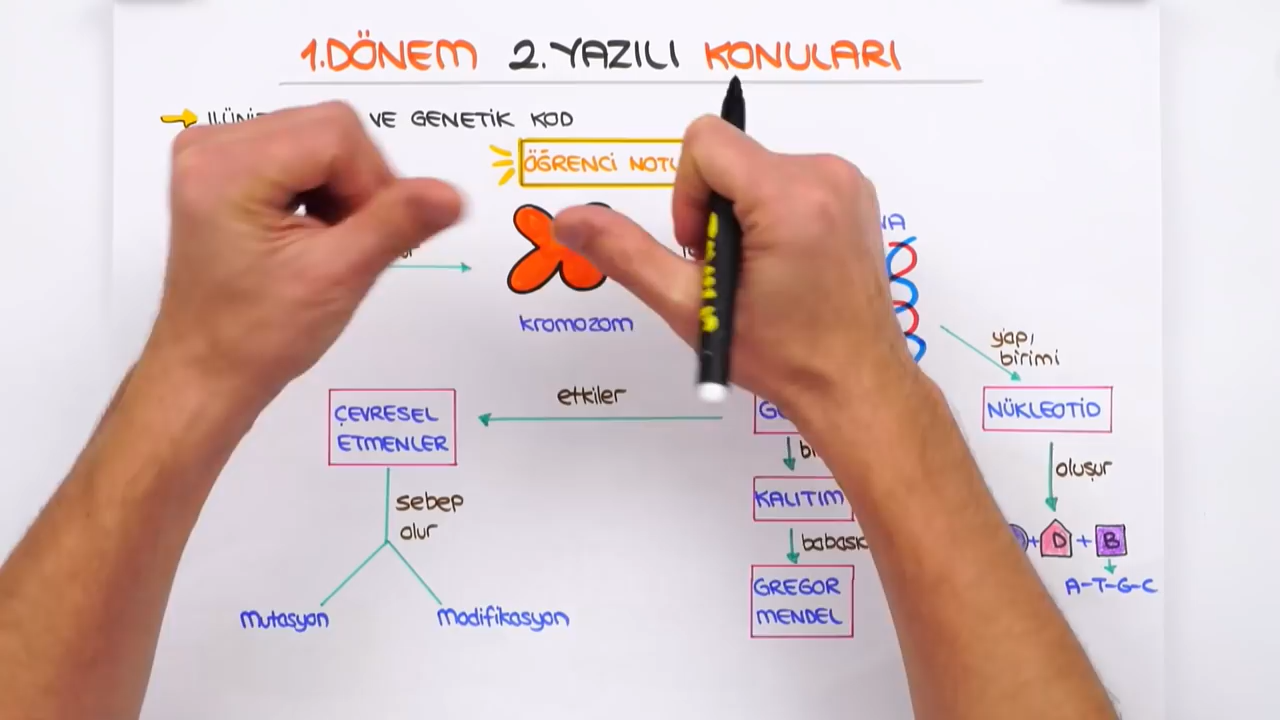 1.DÖNEM 2.YAZILI KONULARI
VE GENETİK KOD
ÖĞRENCİ
kromozom
yapı
birimi
etkiler
ÇEVRESEL
ETMENLER
NÜKLEOTİD
sebep
olur
oluşur
KALITIM
GREGOR
MENDEL
D + B
A-T-G-C
Mutasyon
Modifikasyon